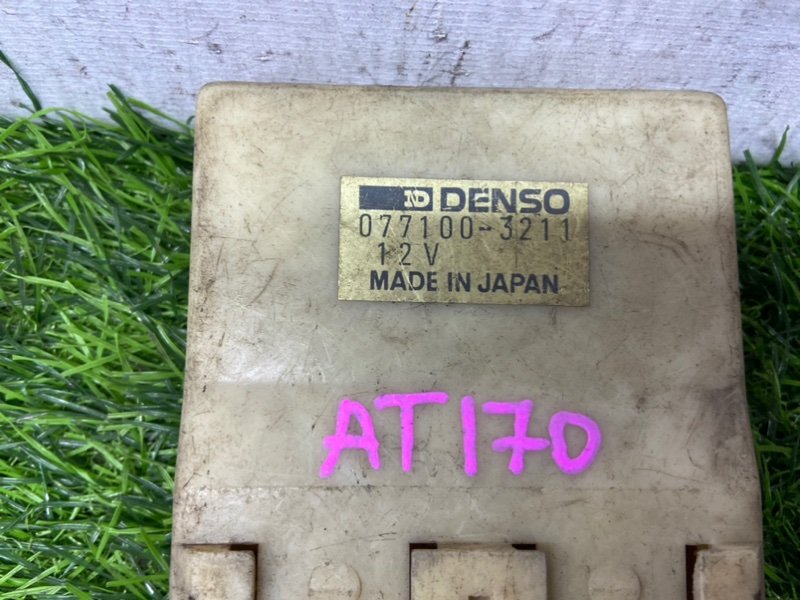 ND DENSO
077100-3211
12V
MADE IN JAPAN
AT170